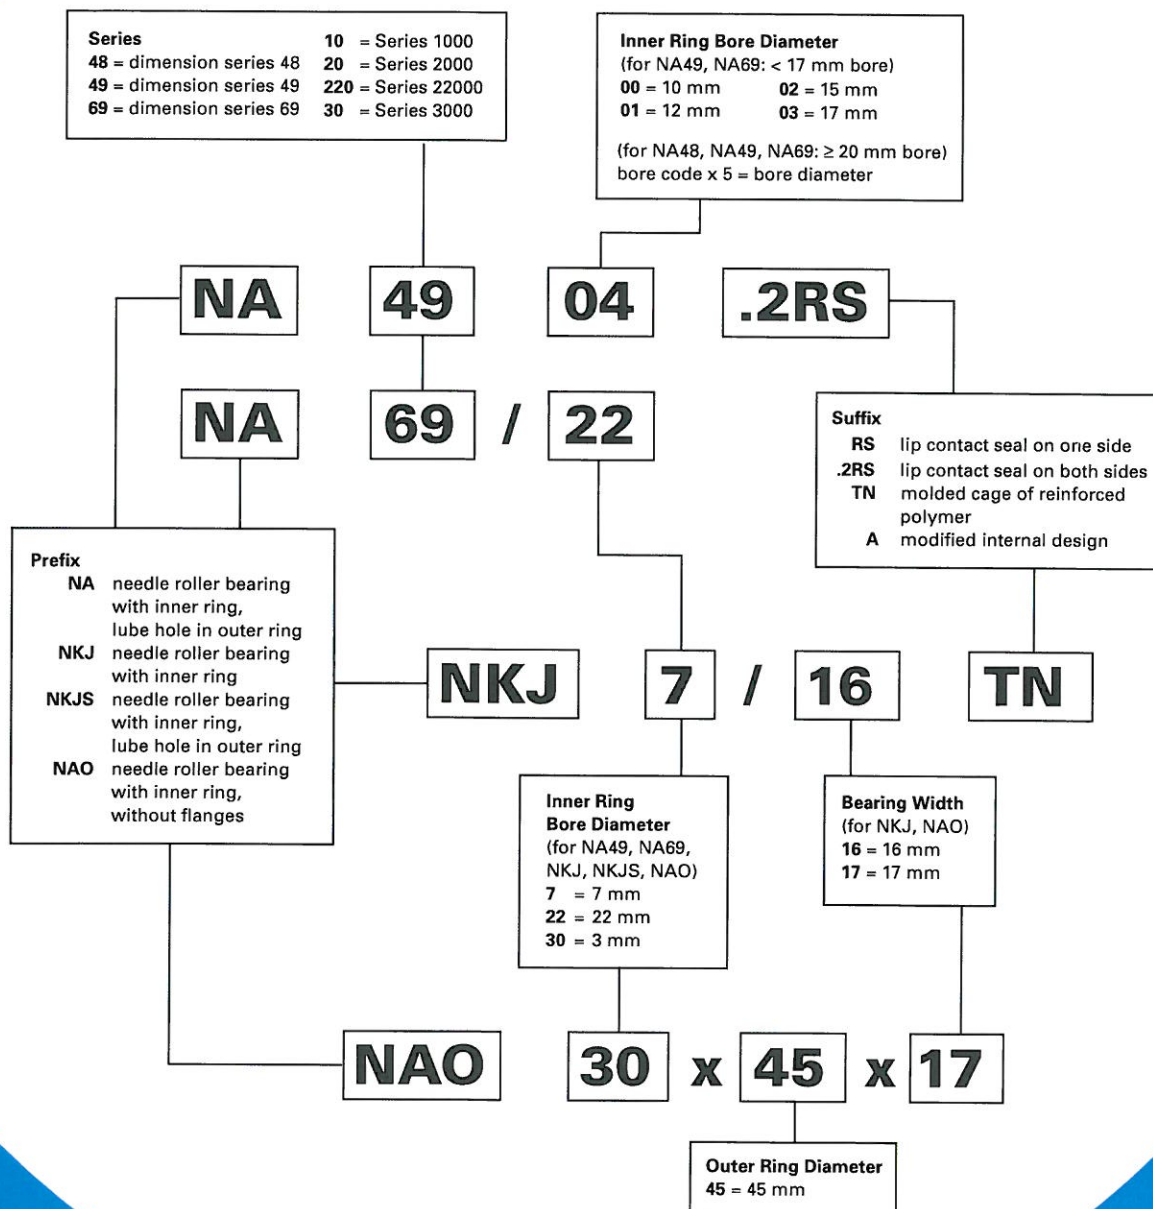 Series
48 = dimension series 48
49 = dimension series 49
69 = dimension series 69
10 = Series 1000
20 = Series 2000
220 = Series 22000
30 = Series 3000
Inner Ring Bore Diameter
(for NA49, NA69: < 17 mm bore)
00 = 10 mm 02 = 15 mm
01 = 12 mm 03 = 17 mm
(for NA48, NA49, NA69: ≥ 20 mm bore)
bore code x 5 = bore diameter
NA 49 04 .2RS
NA 69 / 22
Suffix
RS lip contact seal on one side
.2RS lip contact seal on both sides
TN molded cage of reinforced
polymer
A modified internal design
Prefix
NA needle roller bearing
with inner ring,
lube hole in outer ring
NKJ needle roller bearing
with inner ring
NKJS needle roller bearing
with inner ring,
lube hole in outer ring
NAO needle roller bearing
with inner ring,
without flanges
NKJ 7 / 16 TN
Inner Ring
Bore Diameter
(for NA49, NA69,
NKJ, NKJS, NAO)
7 = 7 mm
22 = 22 mm
30 = 3 mm
Bearing Width
(for NKJ, NAO)
16 = 16 mm
17 = 17 mm
NAO 30 x 45 x 17
Outer Ring Diameter
45 = 45 mm